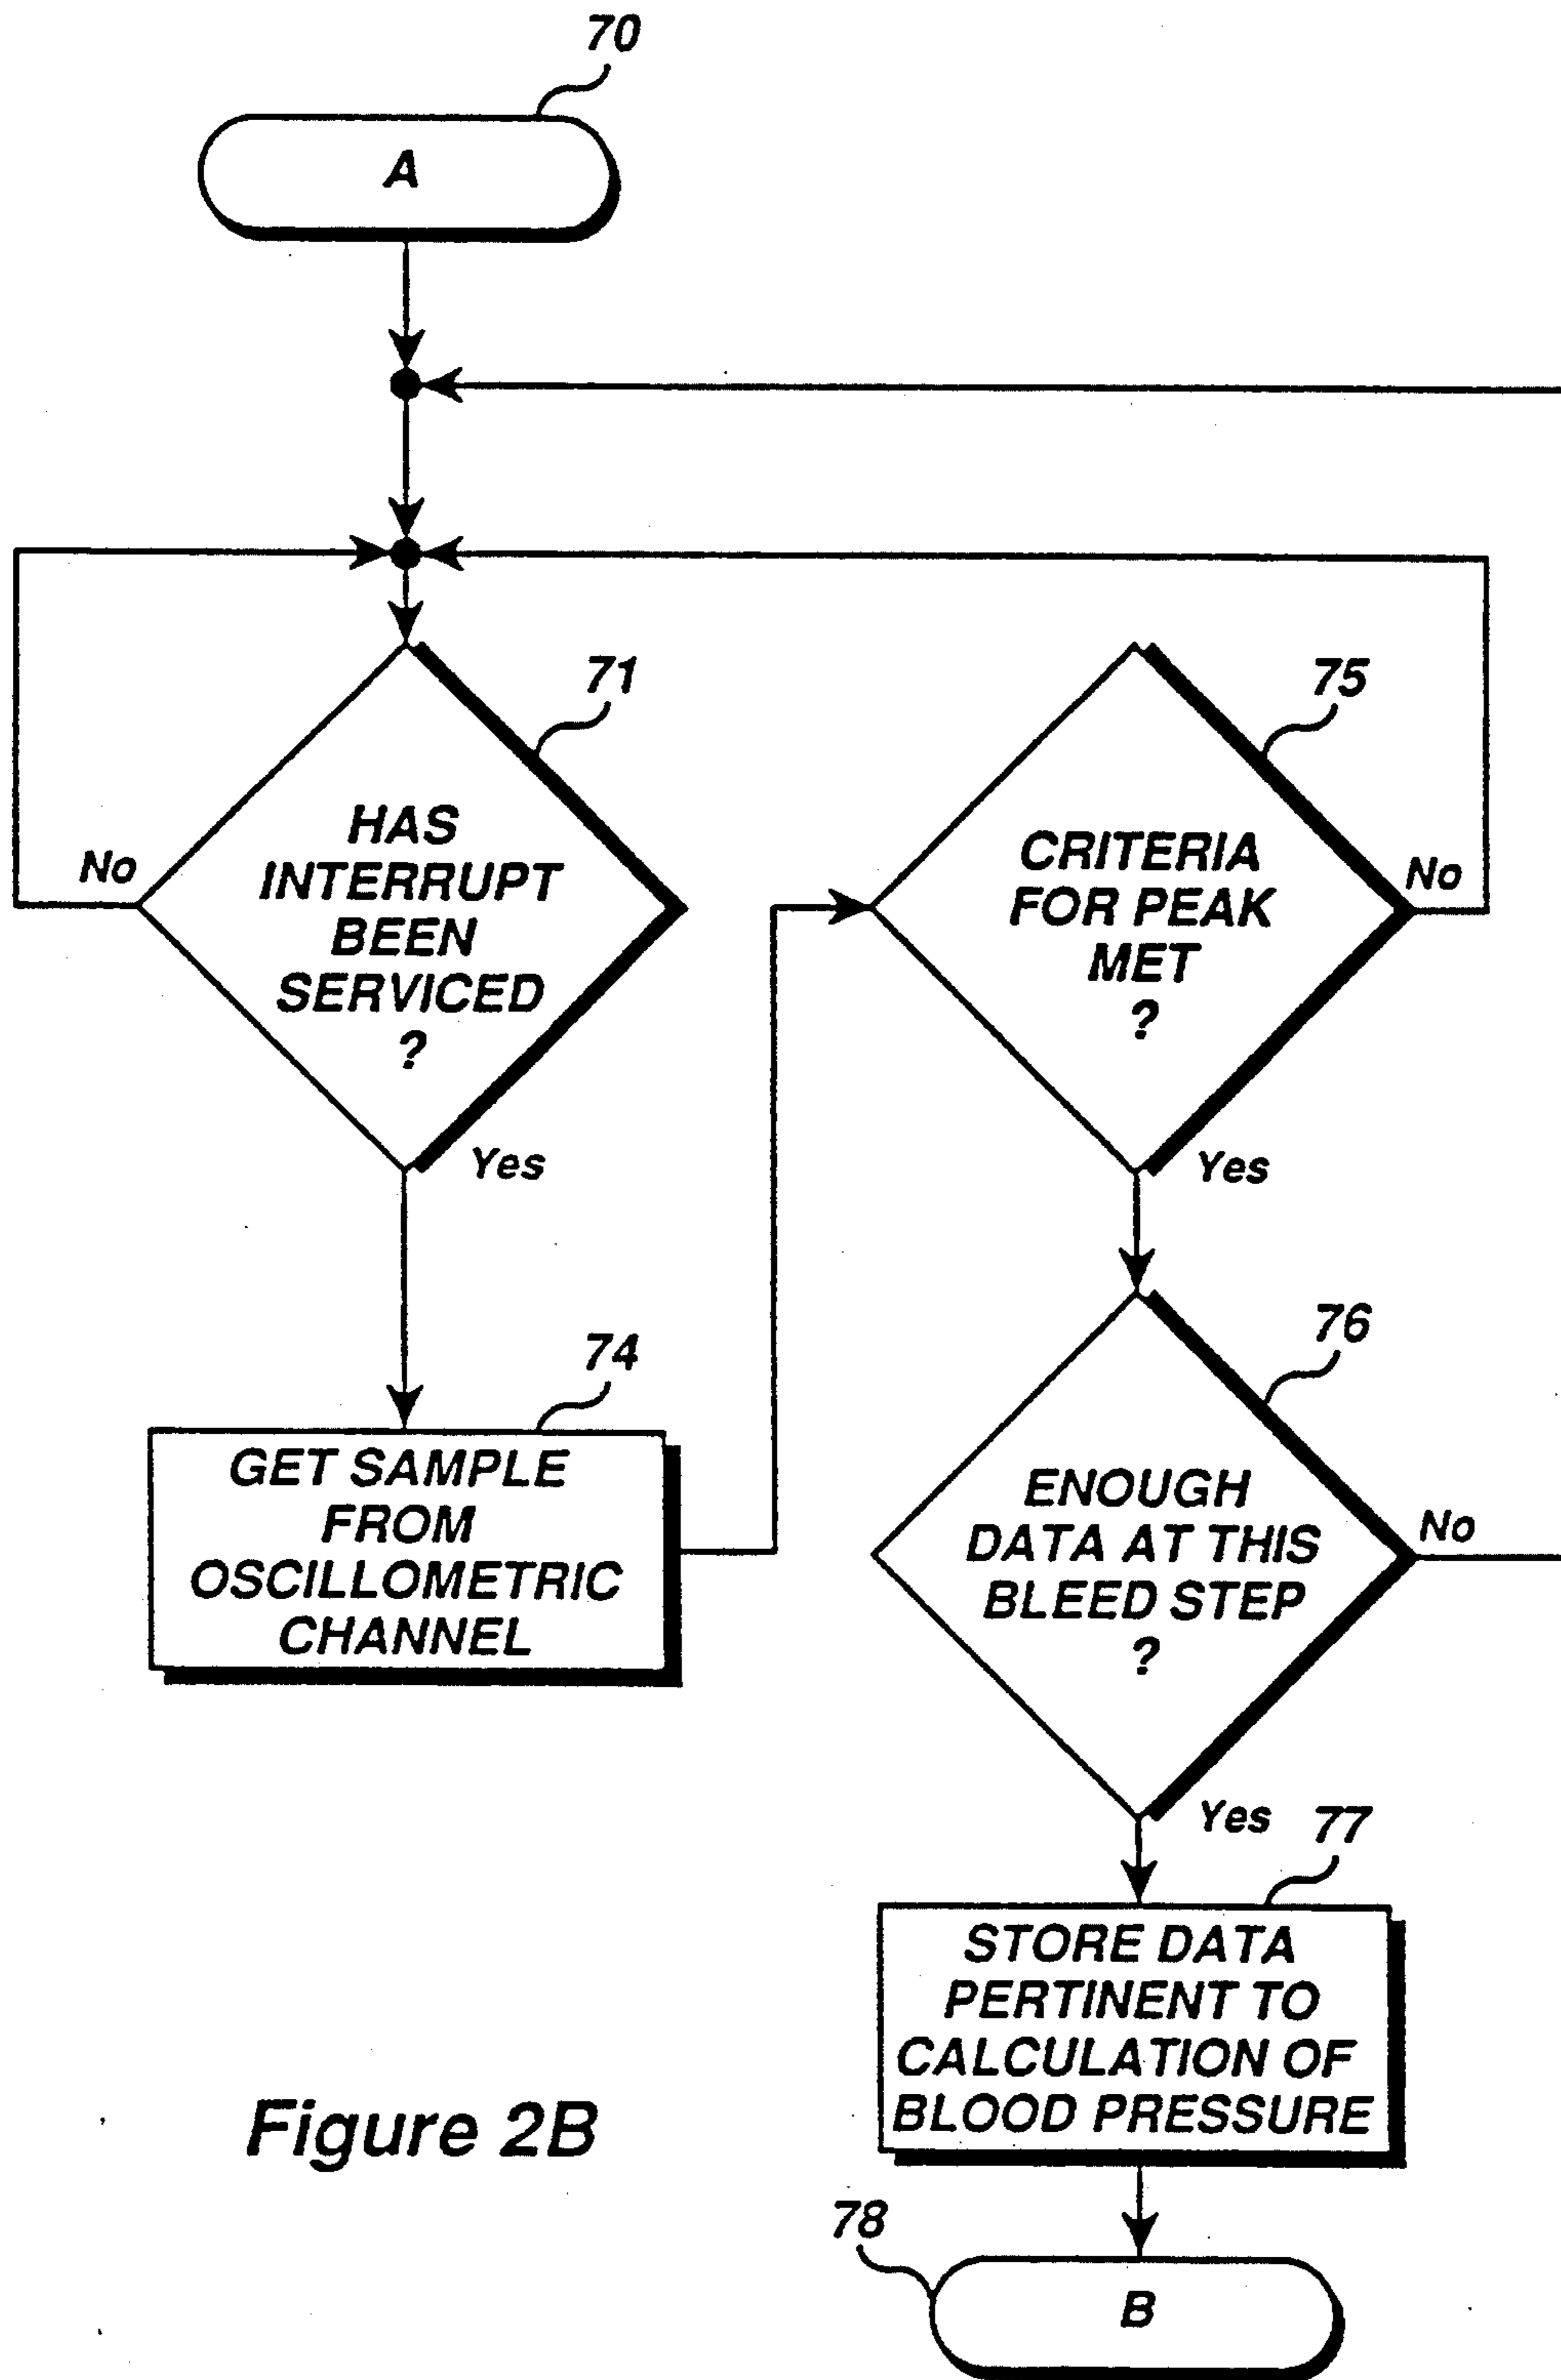 70
A
71
HAS
INTERRUPT
BEEN
SERVICED
?
No
Yes
74
GET SAMPLE
FROM
OSCILLOMETRIC
CHANNEL
75
CRITERIA
FOR PEAK
MET
?
No
Yes
76
ENOUGH
DATA AT THIS
BLEED STEP
?
No
Yes
77
STORE DATA
PERTINENT TO
CALCULATION OF
BLOOD PRESSURE
78
B
Figure 2B